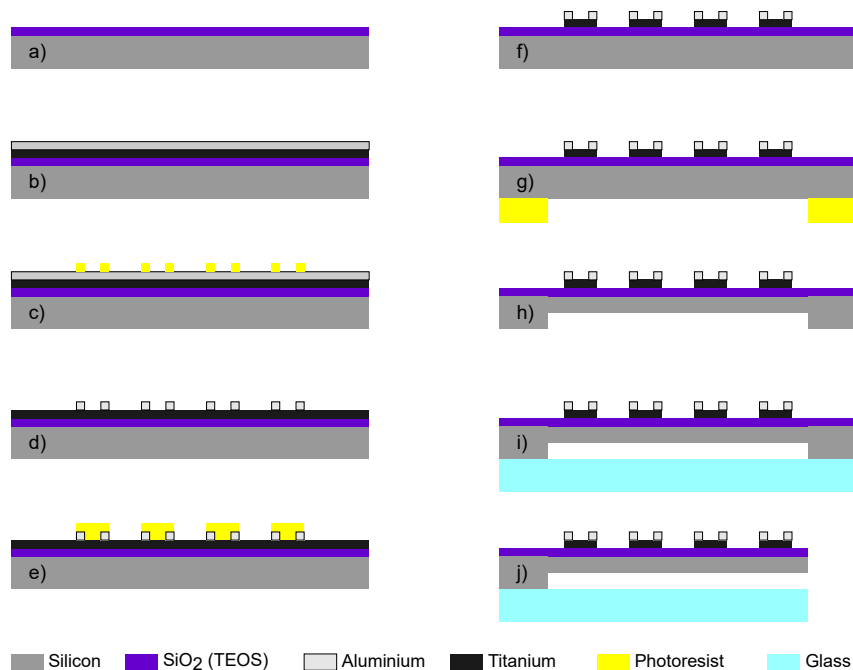 a)
b)
c)
d)
e)
f)
g)
h)
i)
j)
Silicon SiO2 (TEOS) Aluminium Titanium Photoresist Glass